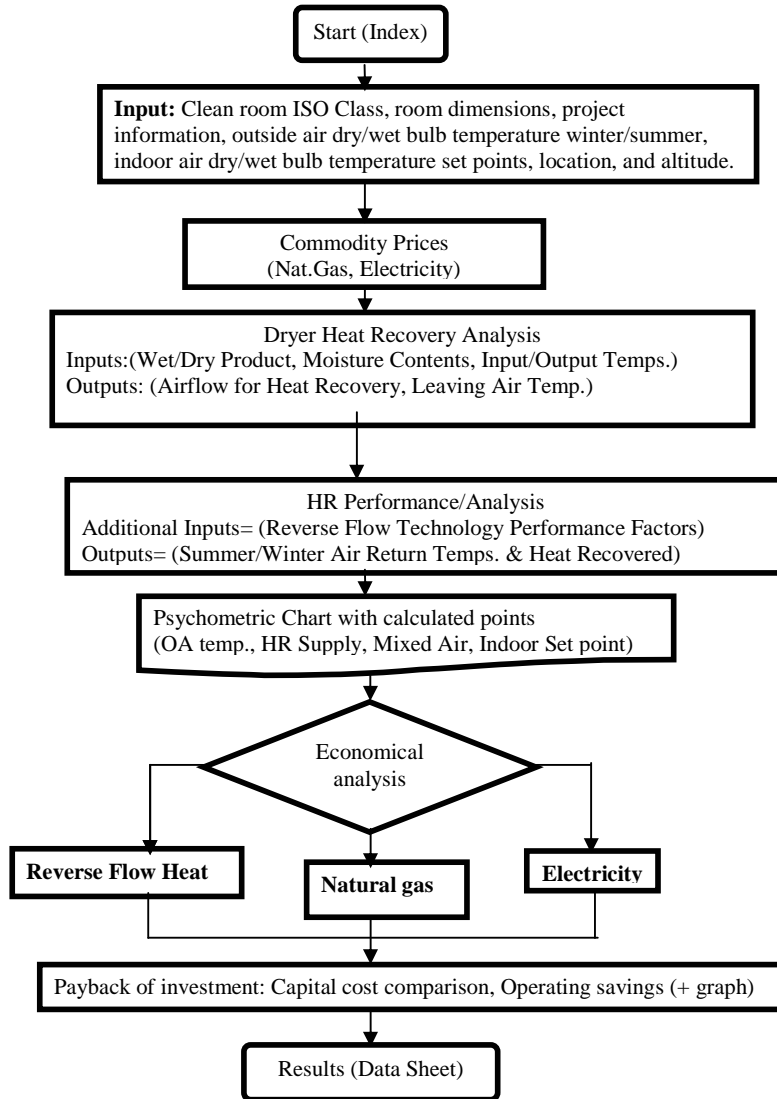 Start (Index)
Input: Clean room ISO Class, room dimensions, project
information, outside air dry/wet bulb temperature winter/summer,
indoor air dry/wet bulb temperature set points, location, and altitude.
Commodity Prices
(Nat.Gas, Electricity)
Dryer Heat Recovery Analysis
Inputs:(Wet/Dry Product, Moisture Contents, Input/Output Temps.)
Outputs: (Airflow for Heat Recovery, Leaving Air Temp.)
HR Performance/Analysis
Additional Inputs= (Reverse Flow Technology Performance Factors)
Outputs= (Summer/Winter Air Return Temps. & Heat Recovered)
Psychometric Chart with calculated points
(OA temp., HR Supply, Mixed Air, Indoor Set point)
Economical
analysis
Reverse Flow Heat
Natural gas
Electricity
Payback of investment: Capital cost comparison, Operating savings (+ graph)
Results (Data Sheet)